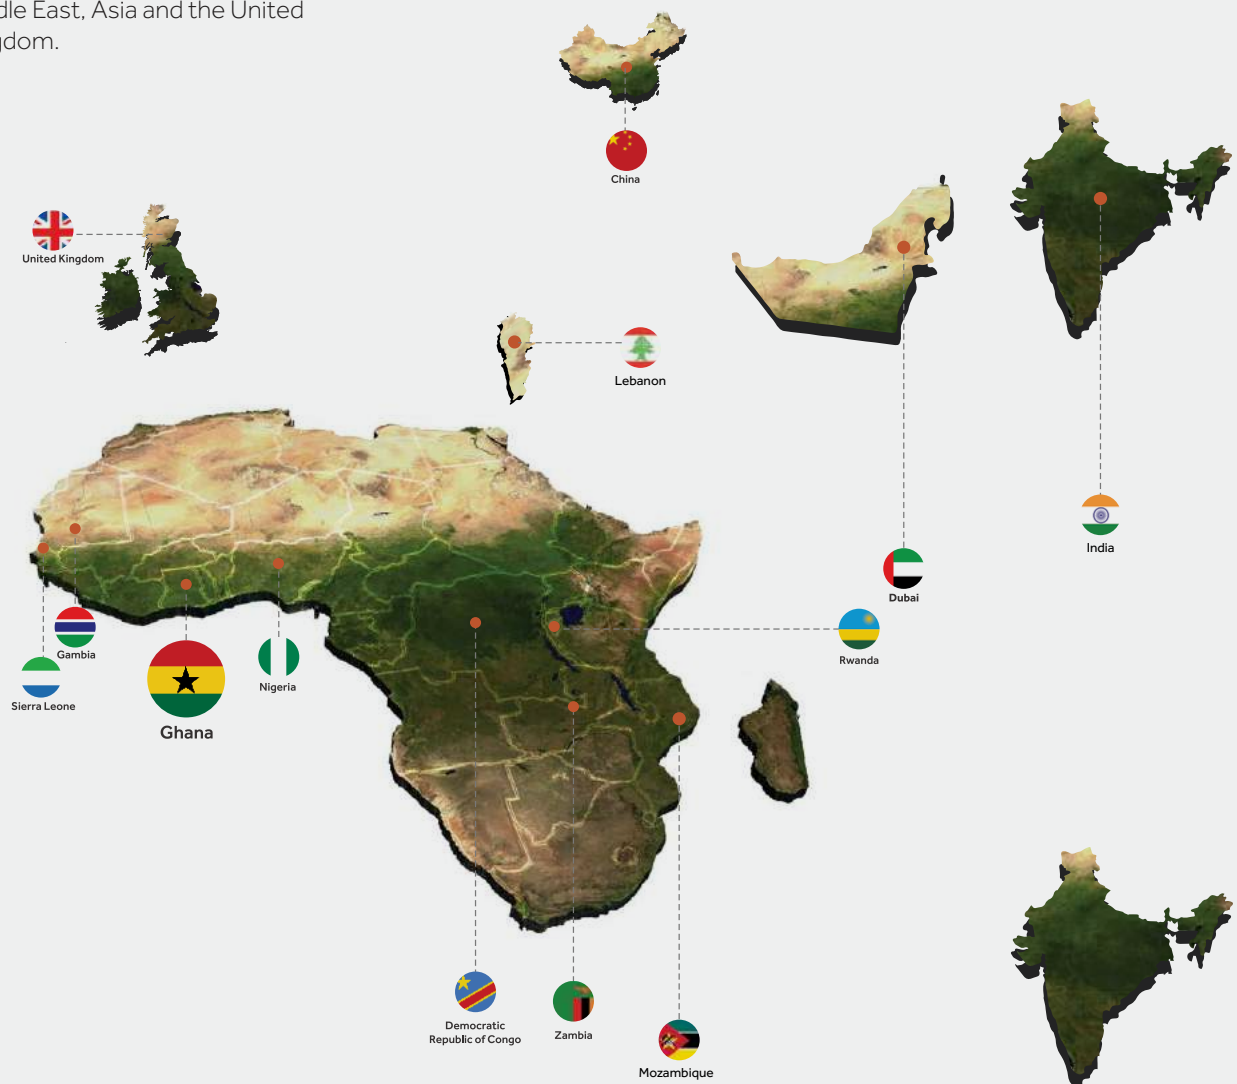 dle East, Asia and the United
gdom.
China
United Kingdom
Lebanon
India
Dubai
Gambia
Rwanda
Nigeria
Sierra Leone
Ghana
Democratic
Republic of Congo
Zambia
Mozambique